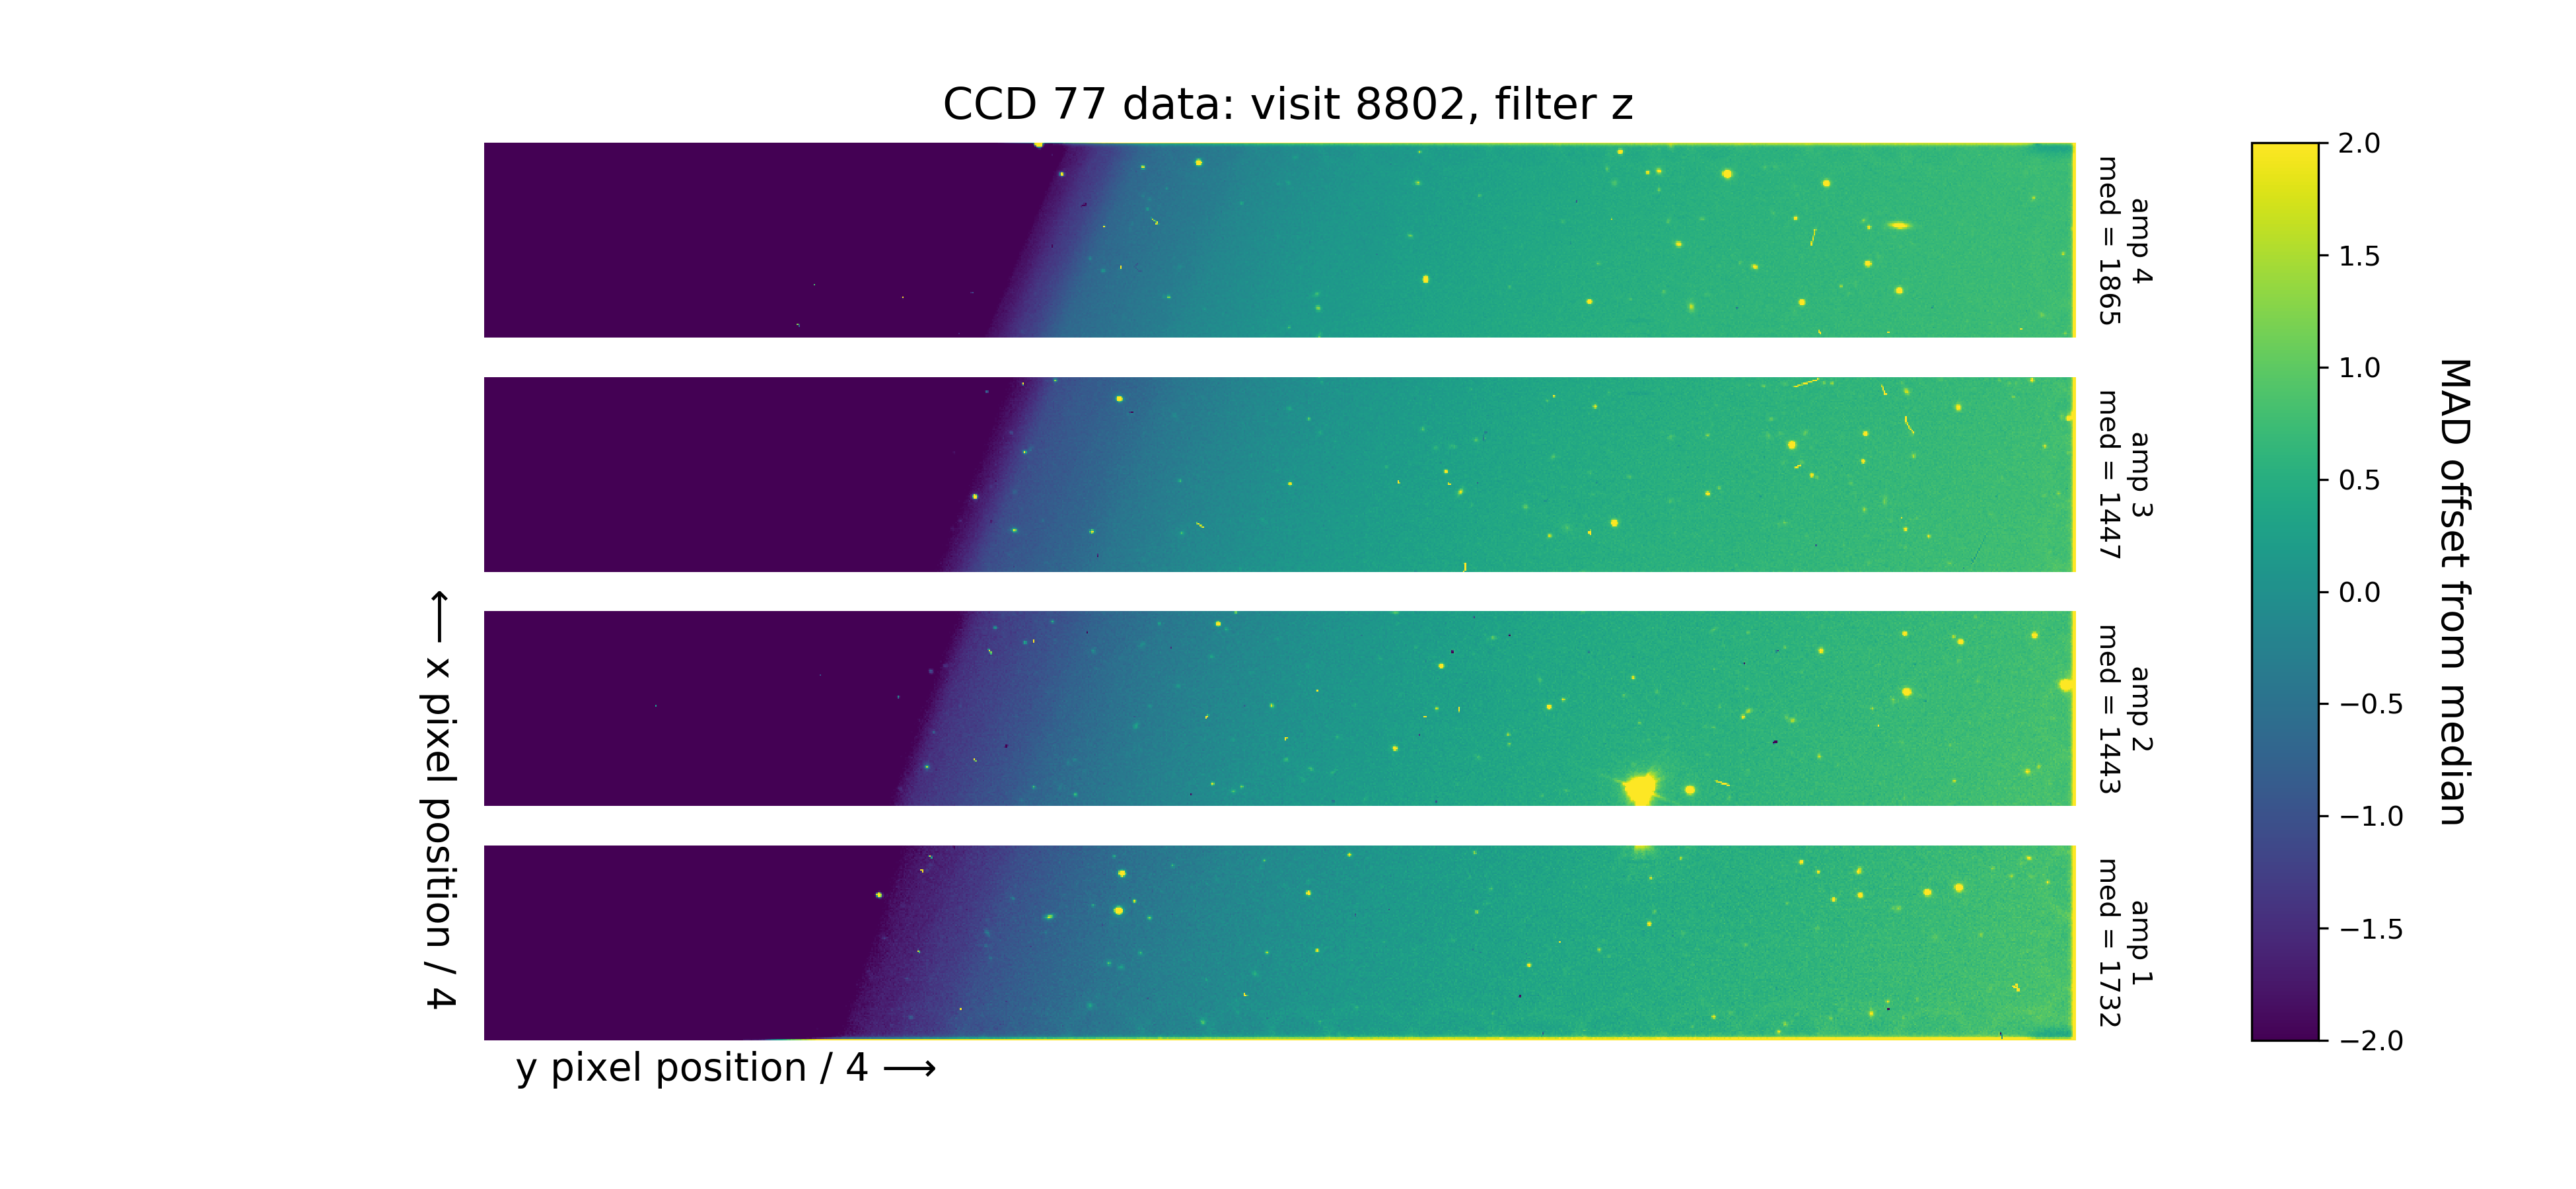 CCD 77 data: visit 8802, filter z
amp 4
med = 1865
amp 3
med = 1447
amp 2
med = 1443
amp 1
med = 1732
⟵ x pixel position / 4
y pixel position / 4 ⟶
2.0
1.5
1.0
0.5
0.0
−0.5
−1.0
−1.5
−2.0
MAD offset from median